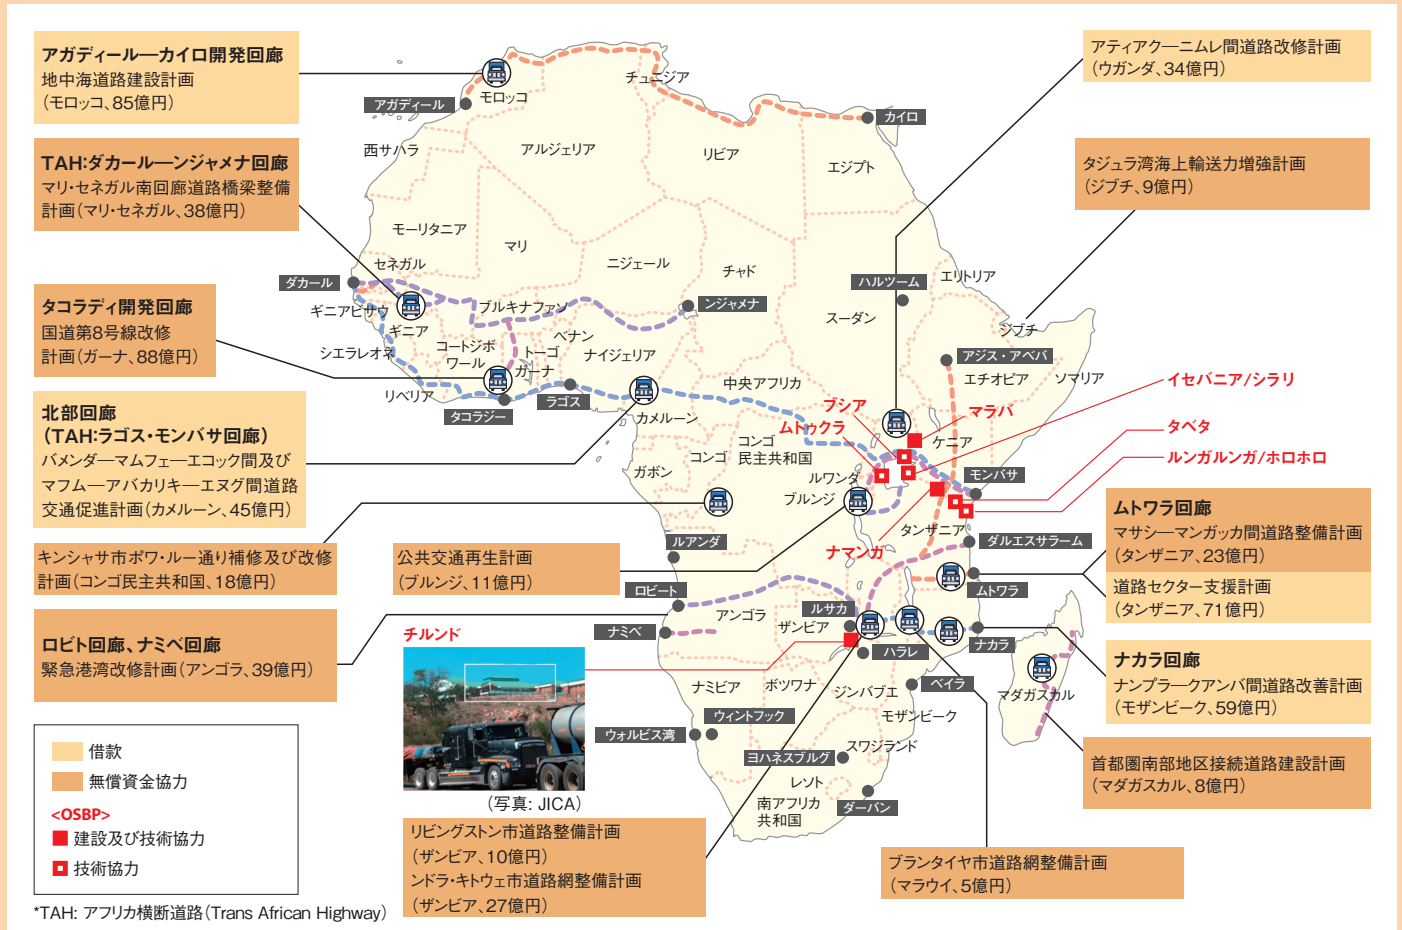 アガディール―カイロ開発回廊
地中海道路建設計画
（モロッコ、85億円）
TAH:ダカール―ンジャメナ回廊
マリ・セネガル南回廊道路橋梁整備
計画（マリ・セネガル、38億円）
タコラディ開発回廊
国道第8号線改修
計画（ガーナ、88億円）
北部回廊
（TAH:ラゴス・モンバサ回廊）
バメンダ―マムフェ―エコック間及び
マフム―アバカリキ―エヌグ間道路
交通促進計画（カメルーン、45億円）
キンシャサ市ポワ・ルー通り補修及び改修
計画（コンゴ民主共和国、18億円）
ロビト回廊、ナミベ回廊
緊急港湾改修計画（アンゴラ、39億円）
借款
無償資金協力
<OSBP>
建設及び技術協力
技術協力
*TAH: アフリカ横断道路（Trans African Highway）
公共交通再生計画
（ブルンジ、11億円）
チルンド
（写真: JICA）
リビングストン市道路整備計画
（ザンビア、10億円）
ンドラ・キトウェ市道路網整備計画
（ザンビア、27億円）
アティアク―ニムレ間道路改修計画
（ウガンダ、34億円）
タジュラ湾海上輸送力増強計画
（ジブチ、9億円）
イセバニア/シラリ
タベタ
ルンガルンガ/ホロホロ
ムトワラ回廊
マサシ―マンガッカ間道路整備計画
（タンザニア、23億円）
道路セクター支援計画
（タンザニア、71億円）
ナカラ回廊
ナンプラ―クアンバ間道路改善計画
（モザンビーク、59億円）
首都圏南部地区接続道路建設計画
（マダガスカル、8億円）
ブランタイヤ市道路網整備計画
（マラウイ、5億円）
モロッコ
チュニジア
アガディール
カイロ
西サハラ
アルジェリア
リビア
エジプト
モーリタニア
マリ
ニジェール
チャド
セネガル
ダカール
ハルツーム
エリトリア
ギニアビサウ
ギニア
ブルキナファソ
ンジャメナ
スーダン
ジブチ
シエラレオネ
コートジボ
ワール
トーゴ
ベナン
ナイジェリア
ガーナ
アジス・アベバ
エチオピア
ソマリア
リベリア
タコラジー
ラゴス
カメルーン
中央アフリカ
ブシア
マラバ
ムトゥクラ
ケニア
ガボン
コンゴ
コンゴ
民主共和国
ルワンダ
ブルンジ
モンバサ
タンザニア
ナマンガ
ルアンダ
ダルエスサラーム
ロビート
アンゴラ
ルサカ
ザンビア
ムトワラ
ナミベ
ハラレ
ナカラ
ナミビア
ボツワナ
ジンバブエ
ベイラ
モザンビーク
マダガスカル
ウィントフック
ウォルビス湾
ヨハネスブルグ
スワジランド
レソト
南アフリカ
共和国
ダーバン